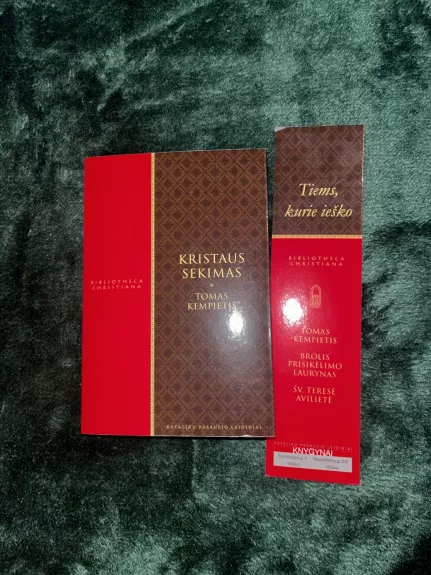 BIBLIOTHECA
CHRISTIANA
KRISTAUS
SEKIMAS
TOMAS
KEMPIETIS
KATALIKŲ PASAULIO LEIDINIAI
Tiems,
kurie ieško
BIBLIOTHECA
CHRISTIANA
TOMAS
KEMPIETIS
BROLIS
PRISIKĖLIMO
LAURYNAS
ŠV. TERESĖ
AVILIETĖ
KATALIKŲ PASAULIO LEIDINIAI
KNYGYNAI